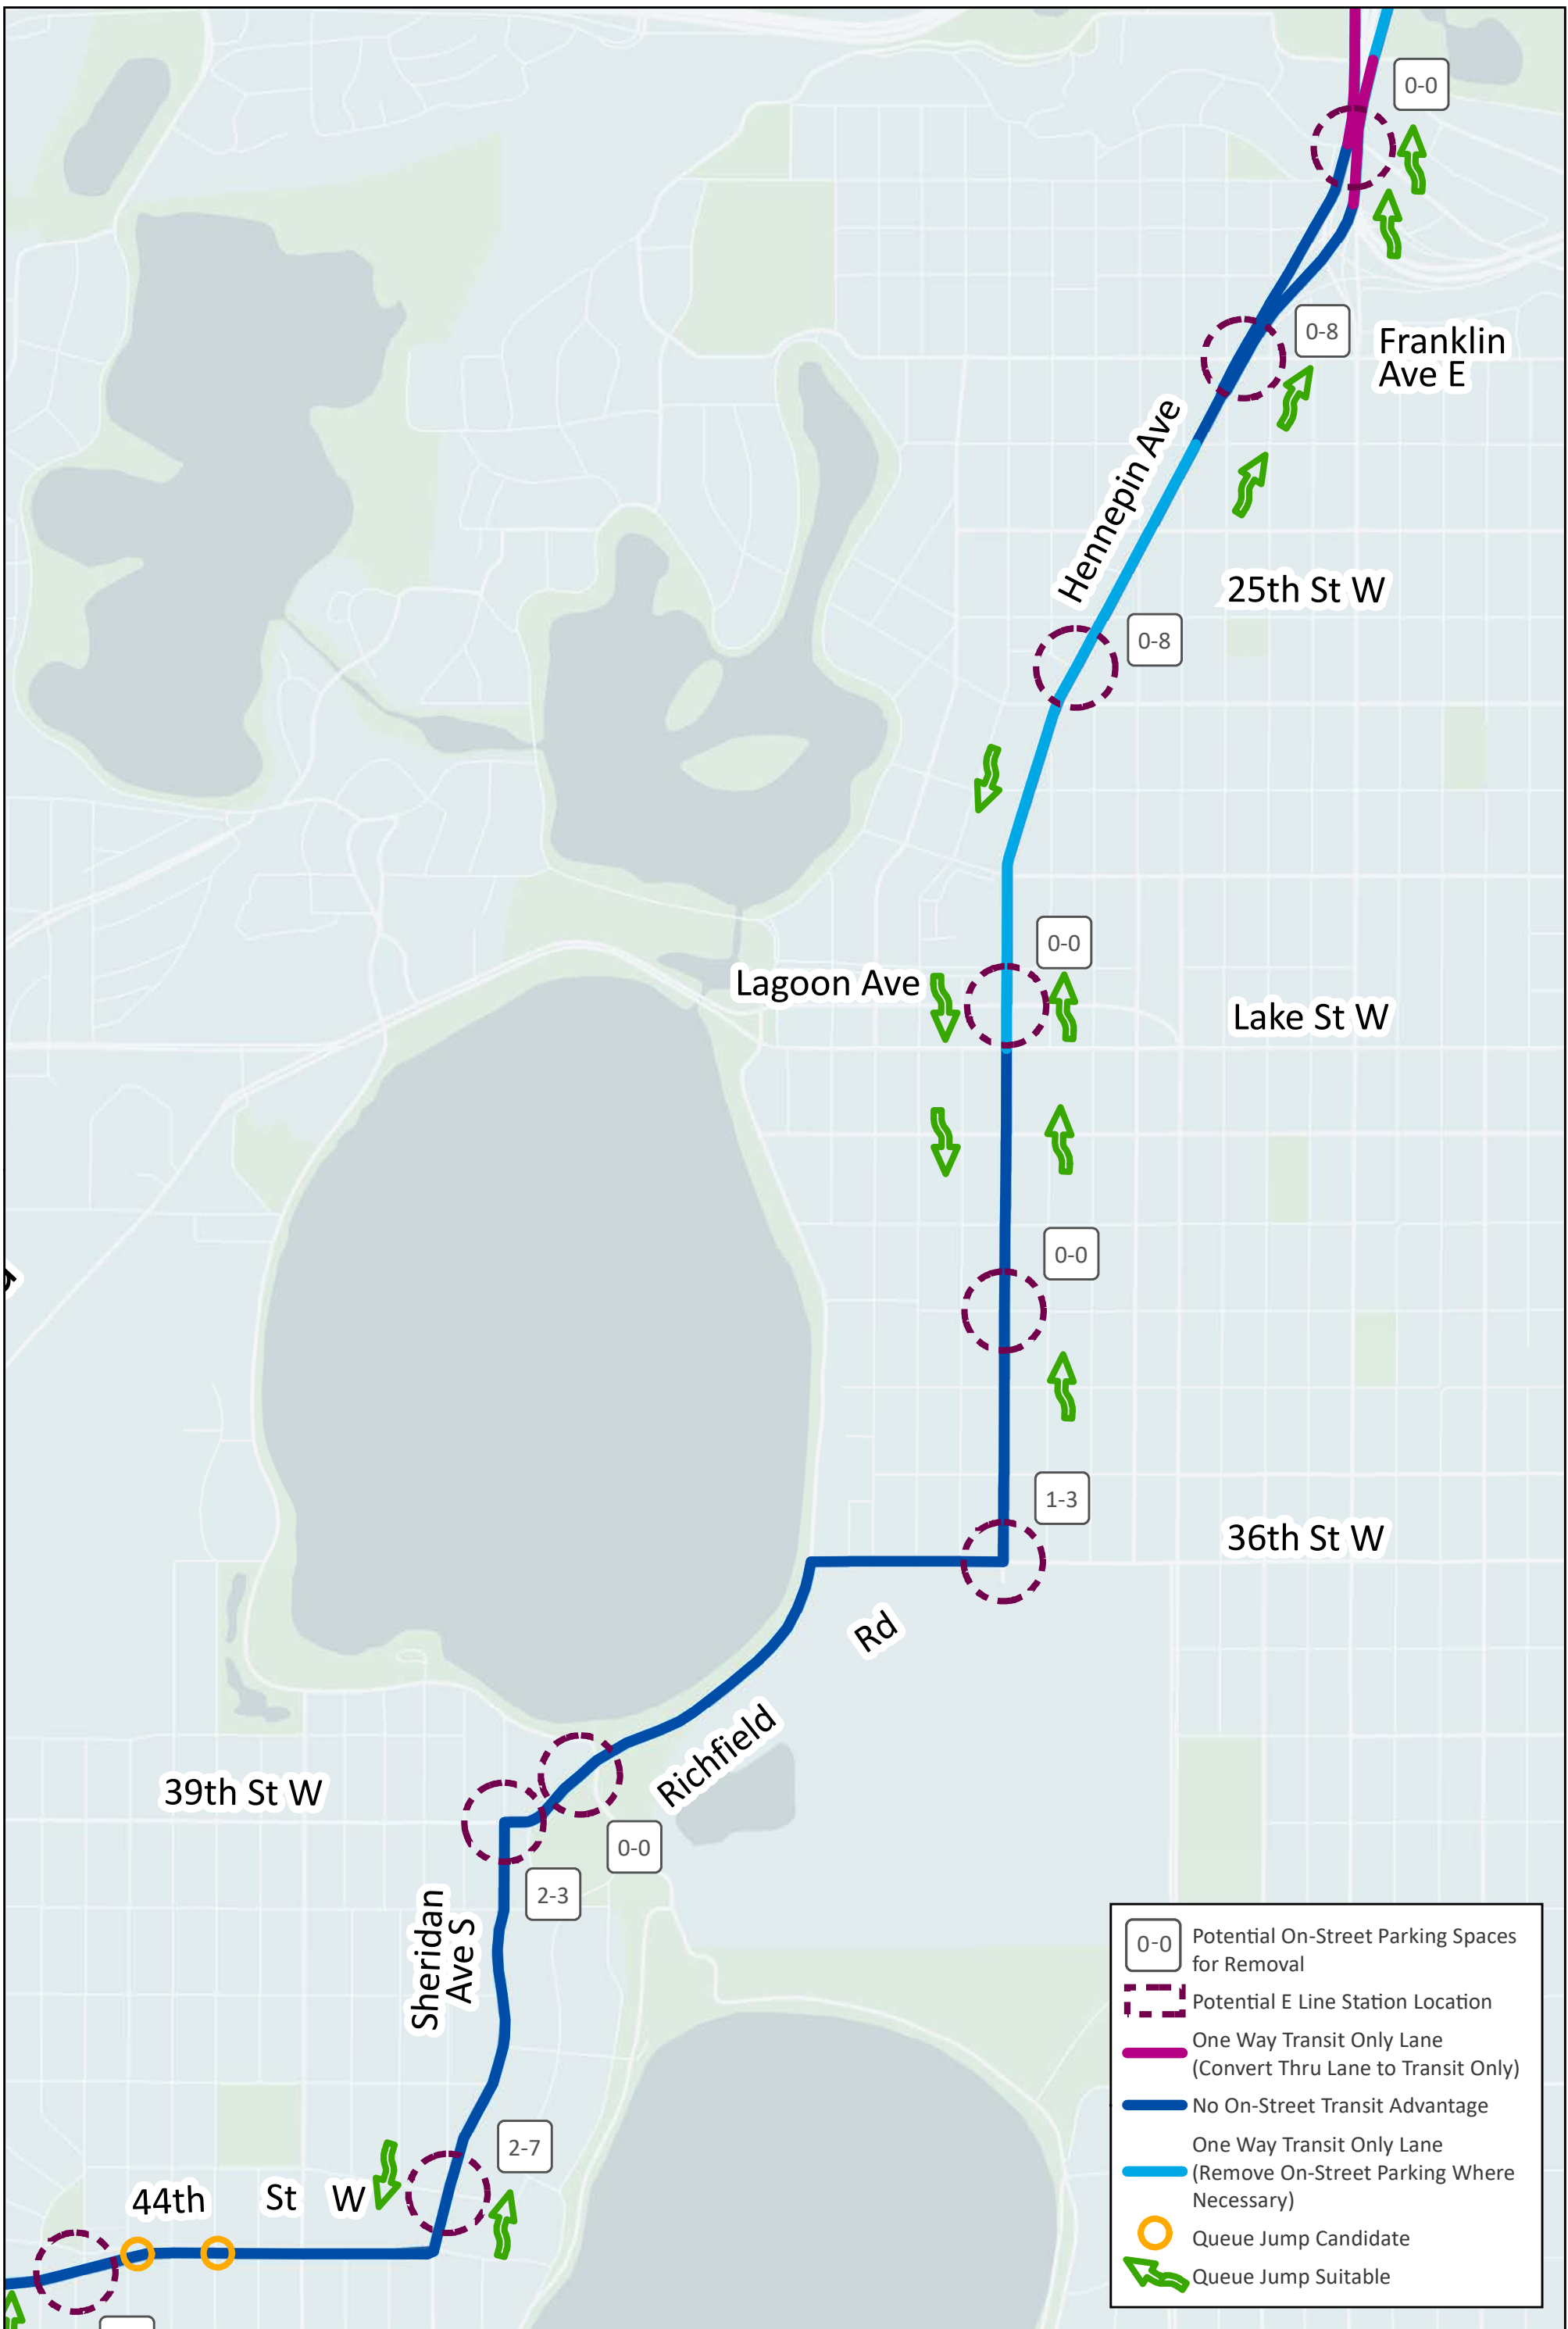 0-0
0-8
Franklin
Ave E
Hennepin Ave
25th St W
0-8
0-0
Lagoon Ave
Lake St W
0-0
1-3
36th St W
Rd
Richfield
39th St W
0-0
2-3
Sheridan
Ave S
2-7
44th St W
0-0 Potential On-Street Parking Spaces
for Removal
Potential E Line Station Location
One Way Transit Only Lane
(Convert Thru Lane to Transit Only)
No On-Street Transit Advantage
One Way Transit Only Lane
(Remove On-Street Parking Where
Necessary)
Queue Jump Candidate
Queue Jump Suitable